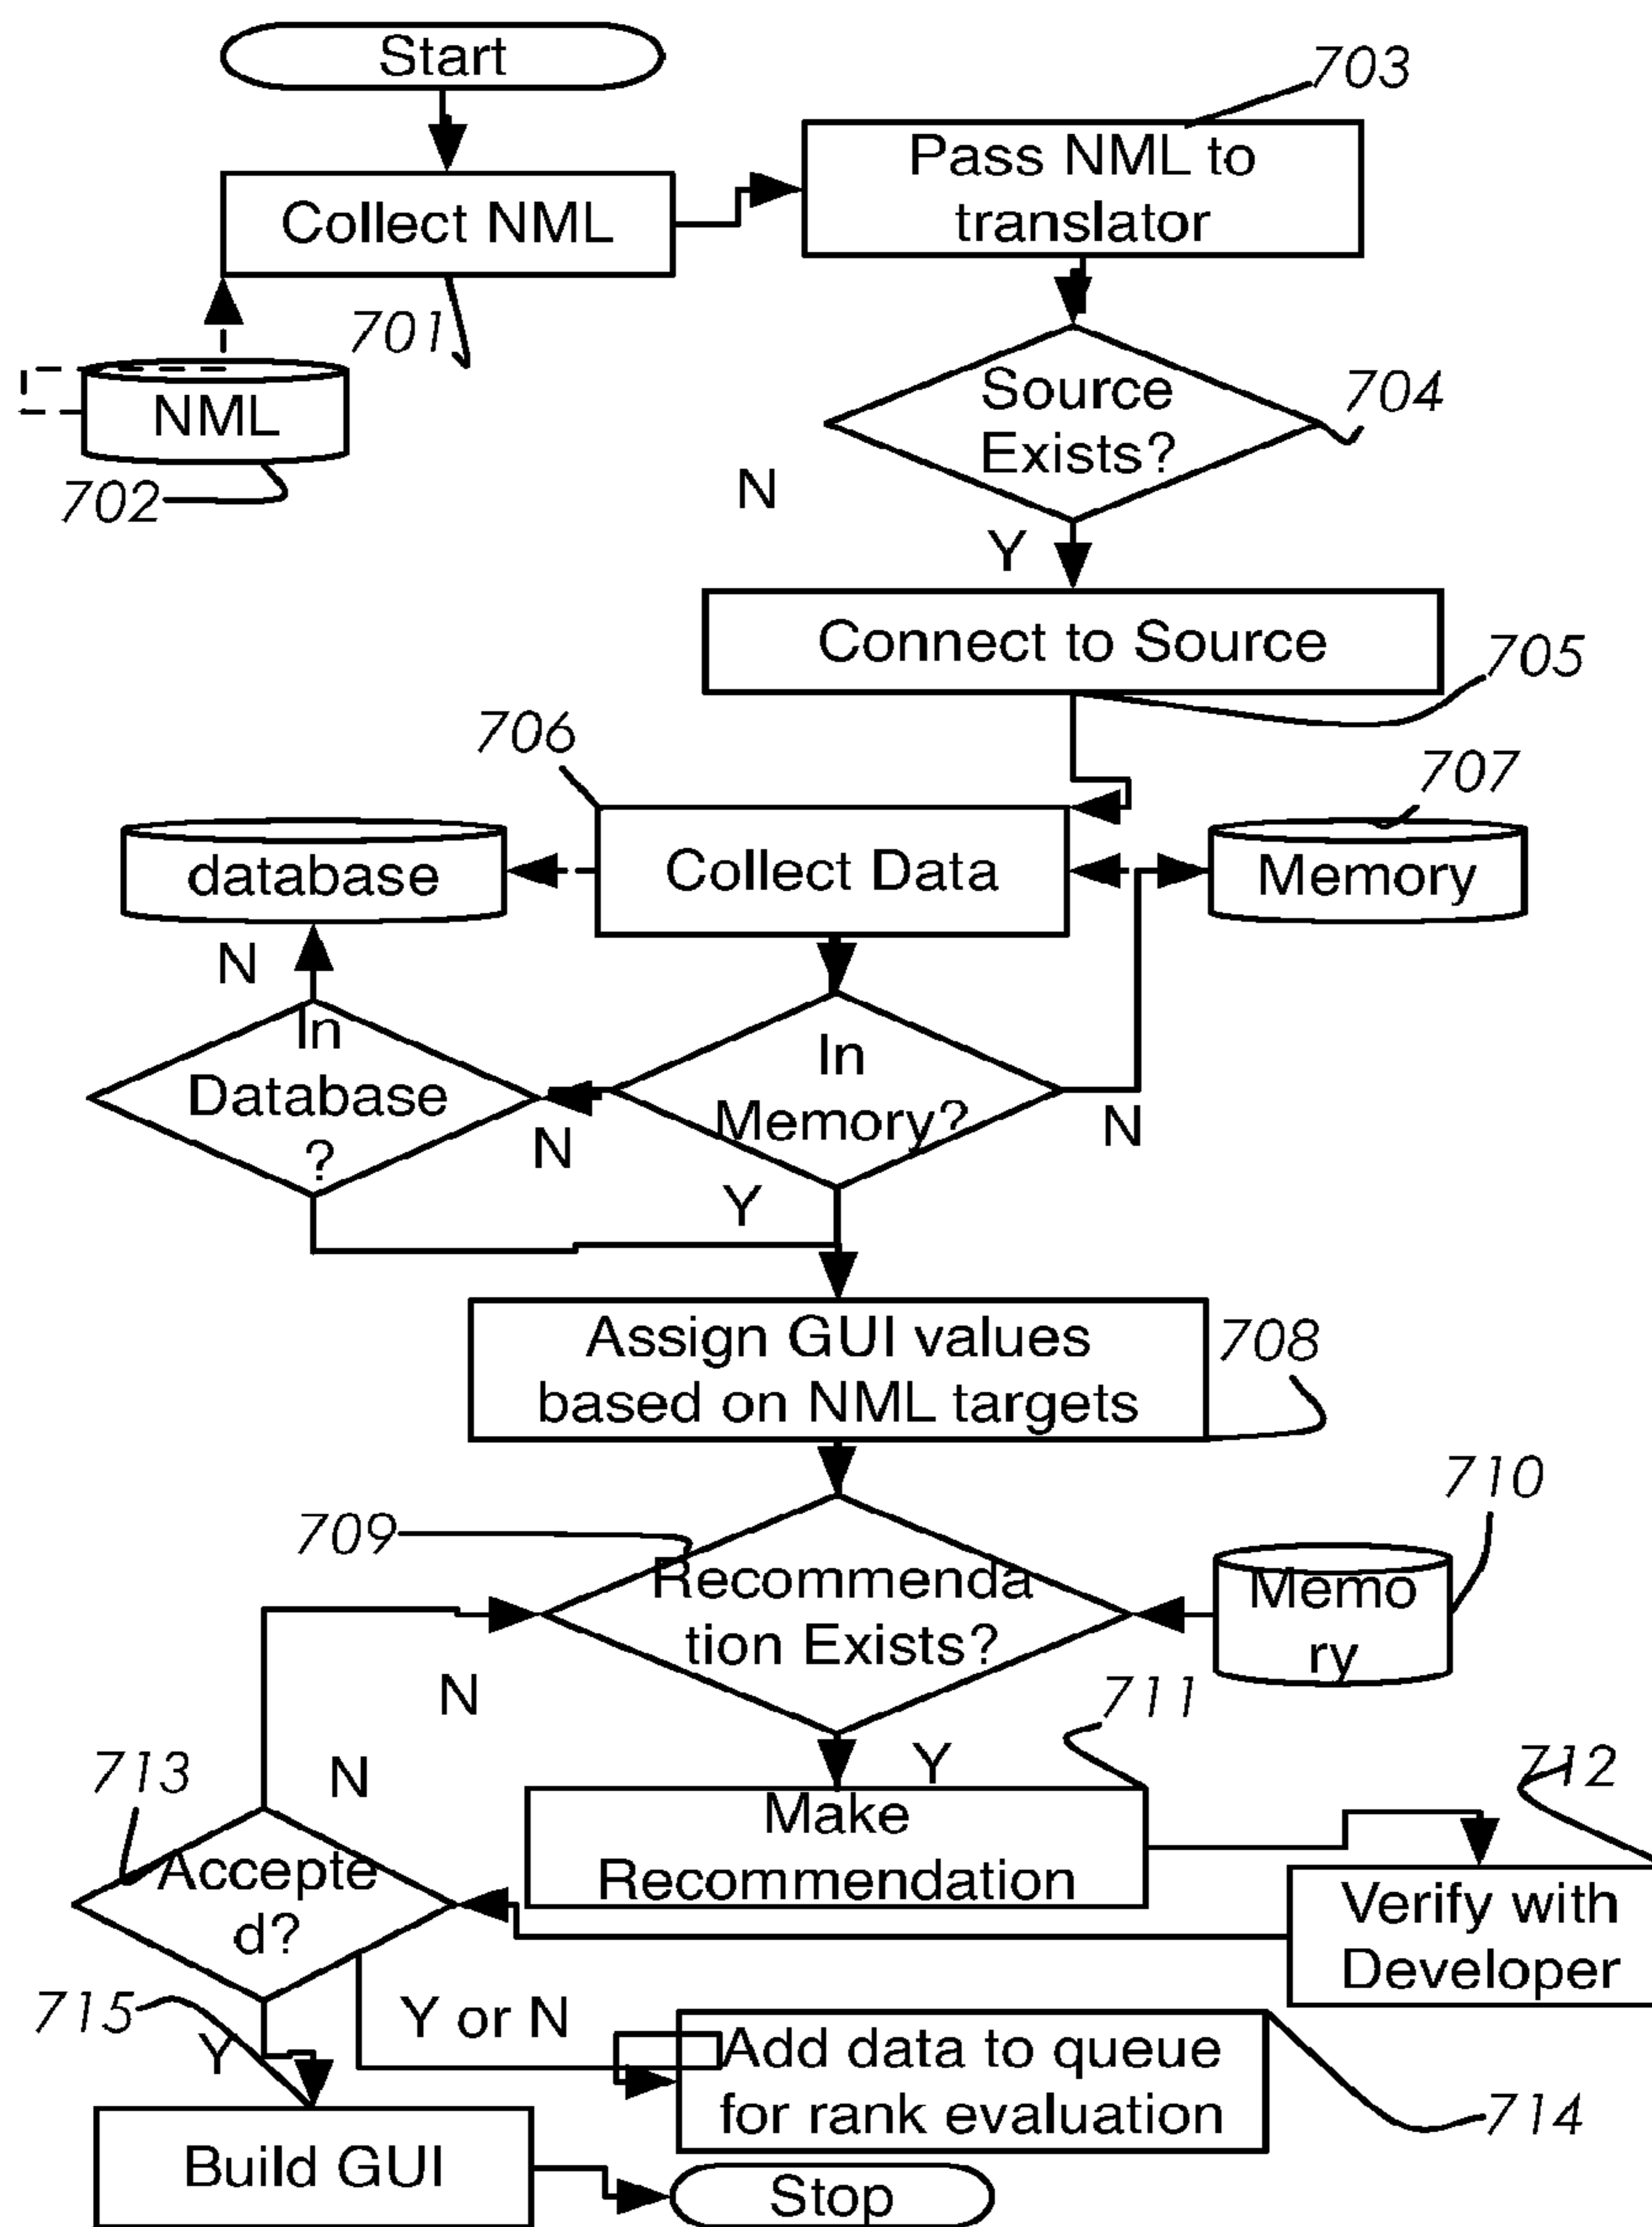 Start
703
Pass NML to
translator
Collect NML
701
NML
702
Source
Exists?
704
N
Y
Connect to Source
705
706
707
database
Collect Data
Memory
N
In
Database
?
In
Memory?
N
N
Y
Assign GUI values
based on NML targets
708
710
709
Recommenda
tion Exists?
Memo
ry
N
711
Y
713
N
Make
Recommendation
712
Accepte
d?
Verify with
Developer
715
Y
Y or N
Add data to queue
for rank evaluation
714
Build GUI
Stop